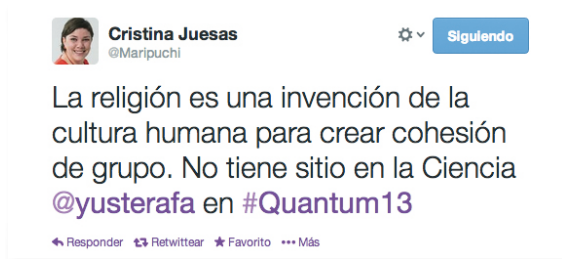 Cristina Juesas
@Maripuchi
Siguiendo
La religión es una invención de la
cultura humana para crear cohesión
de grupo. No tiene sitio en la Ciencia
@yusterafa en #Quantum13
Responder Retwittear Favorito Más